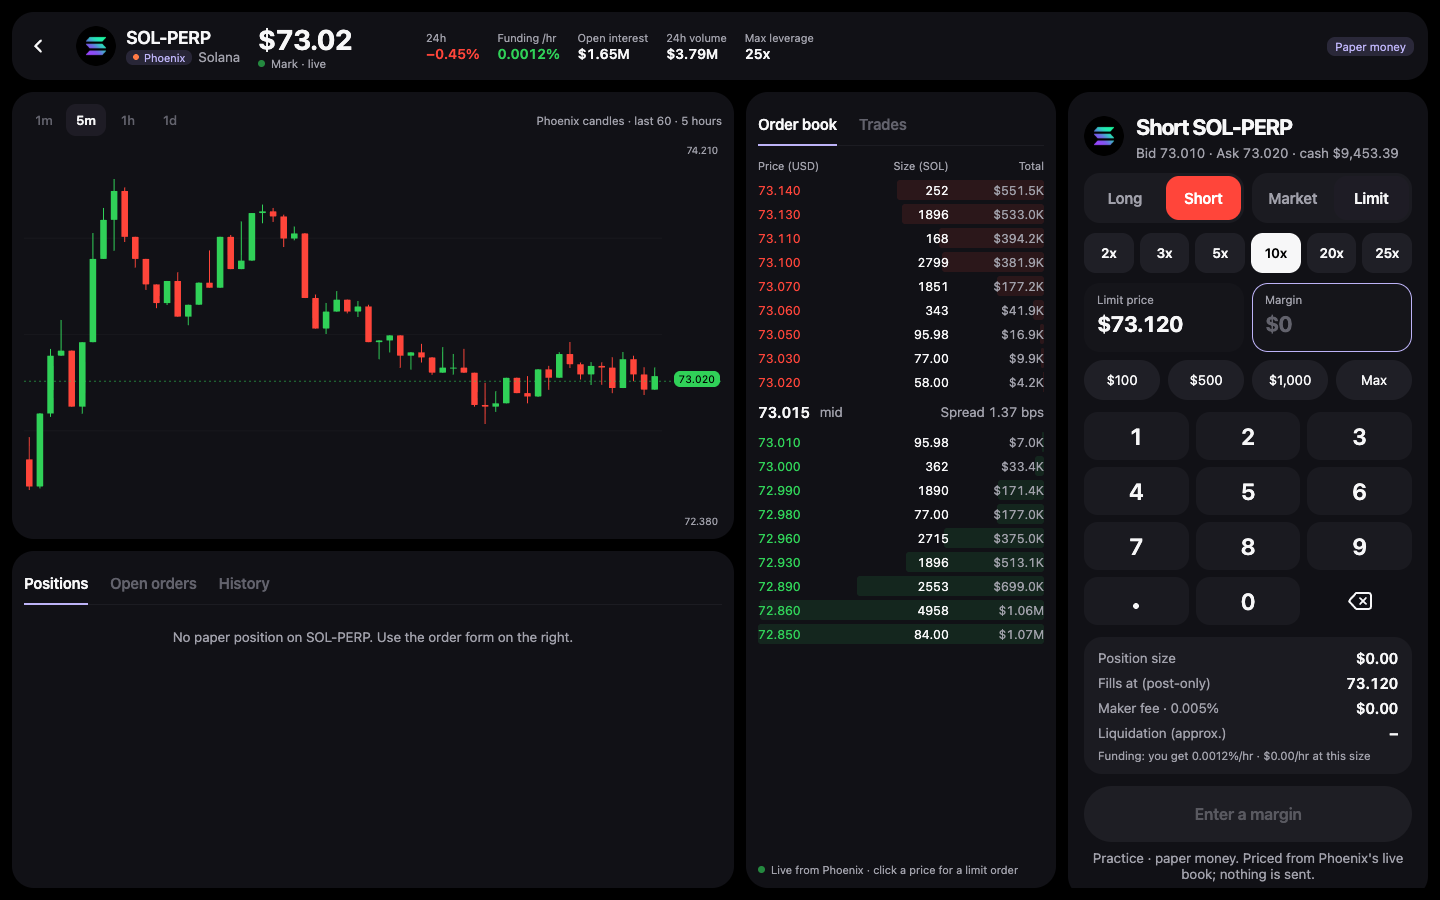 SOL-PERP
Phoenix Solana
$73.02
Mark · live
24h
−0.45%
Funding /hr
0.0012%
Open interest
$1.65M
24h volume
$3.79M
Max leverage
25x
Paper money
1m 5m 1h 1d
Phoenix candles · last 60 · 5 hours
74.210
73.020
72.380
Positions Open orders History
No paper position on SOL-PERP. Use the order form on the right.
Order book Trades
Price (USD) Size (SOL) Total
73.140 252 $551.5K
73.130 1896 $533.0K
73.110 168 $394.2K
73.100 2799 $381.9K
73.070 1851 $177.2K
73.060 343 $41.9K
73.050 95.98 $16.9K
73.030 77.00 $9.9K
73.020 58.00 $4.2K
73.015 mid Spread 1.37 bps
73.010 95.98 $7.0K
73.000 362 $33.4K
72.990 1890 $171.4K
72.980 77.00 $177.0K
72.960 2715 $375.0K
72.930 1896 $513.1K
72.890 2553 $699.0K
72.860 4958 $1.06M
72.850 84.00 $1.07M
Live from Phoenix · click a price for a limit order
Short SOL-PERP
Bid 73.010 · Ask 73.020 · cash $9,453.39
Long Short Market Limit
2x 3x 5x 10x 20x 25x
Limit price
$73.120
Margin
$0
$100 $500 $1,000 Max
1 2 3
4 5 6
7 8 9
. 0
Position size $0.00
Fills at (post-only) 73.120
Maker fee · 0.005% $0.00
Liquidation (approx.) –
Funding: you get 0.0012%/hr · $0.00/hr at this size
Enter a margin
Practice · paper money. Priced from Phoenix's live
book; nothing is sent.